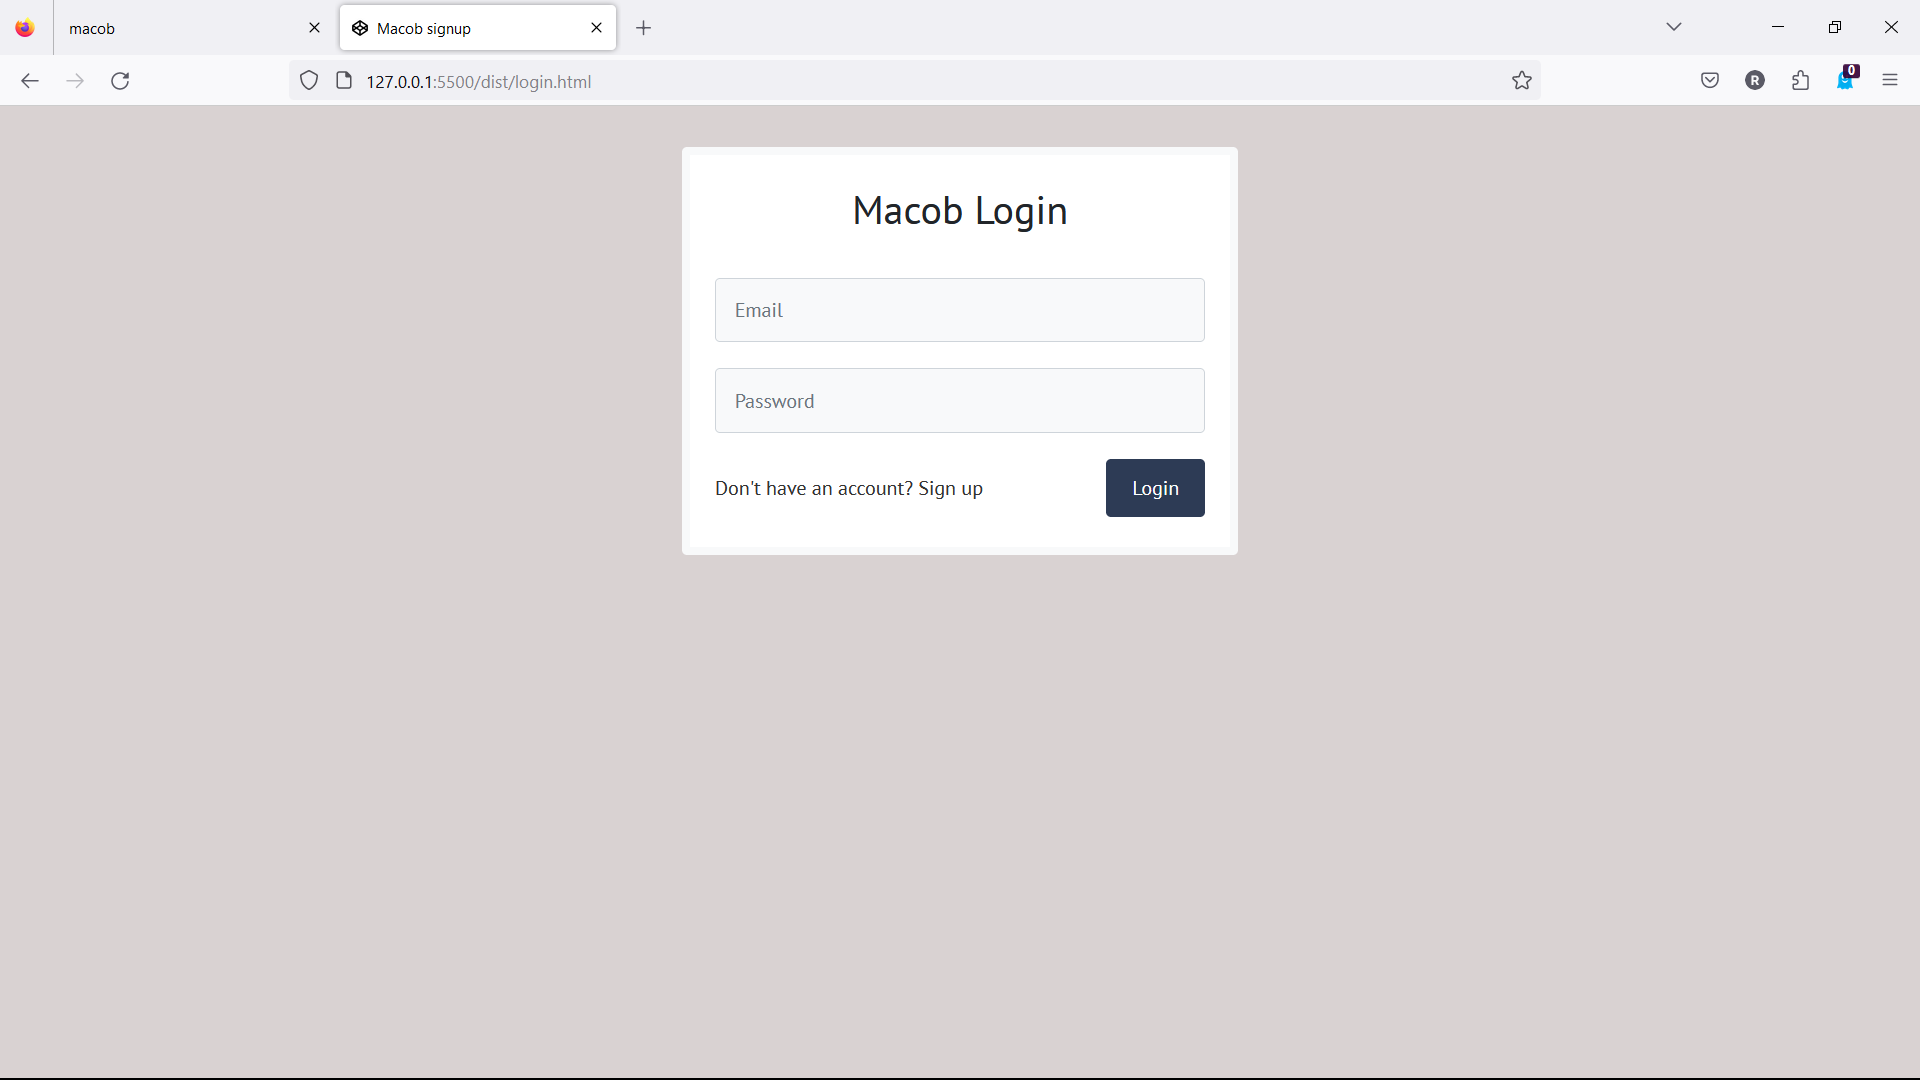 macob
Macob signup
127.0.0.1:5500/dist/login.html
R
0
Macob Login
Email
Password
Don't have an account? Sign up
Login